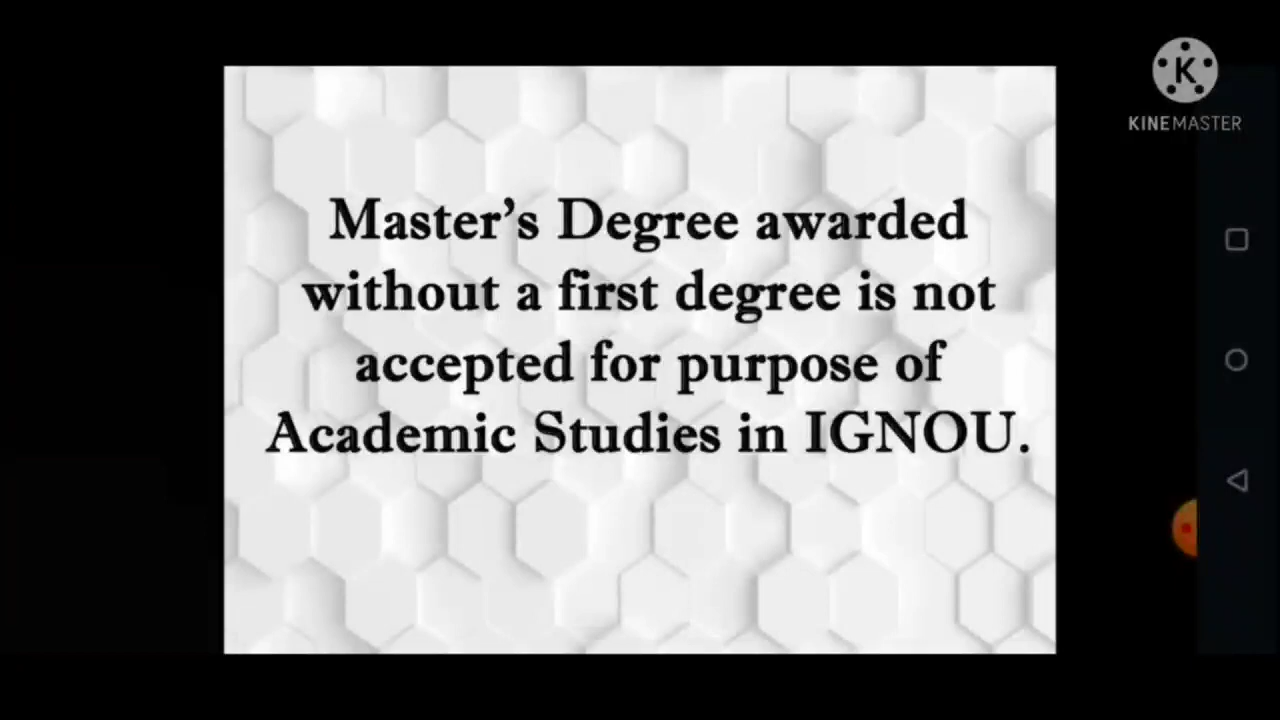 K
KINEMASTER
Master’s Degree awarded
without a first degree is not
accepted for purpose of
Academic Studies in IGNOU.